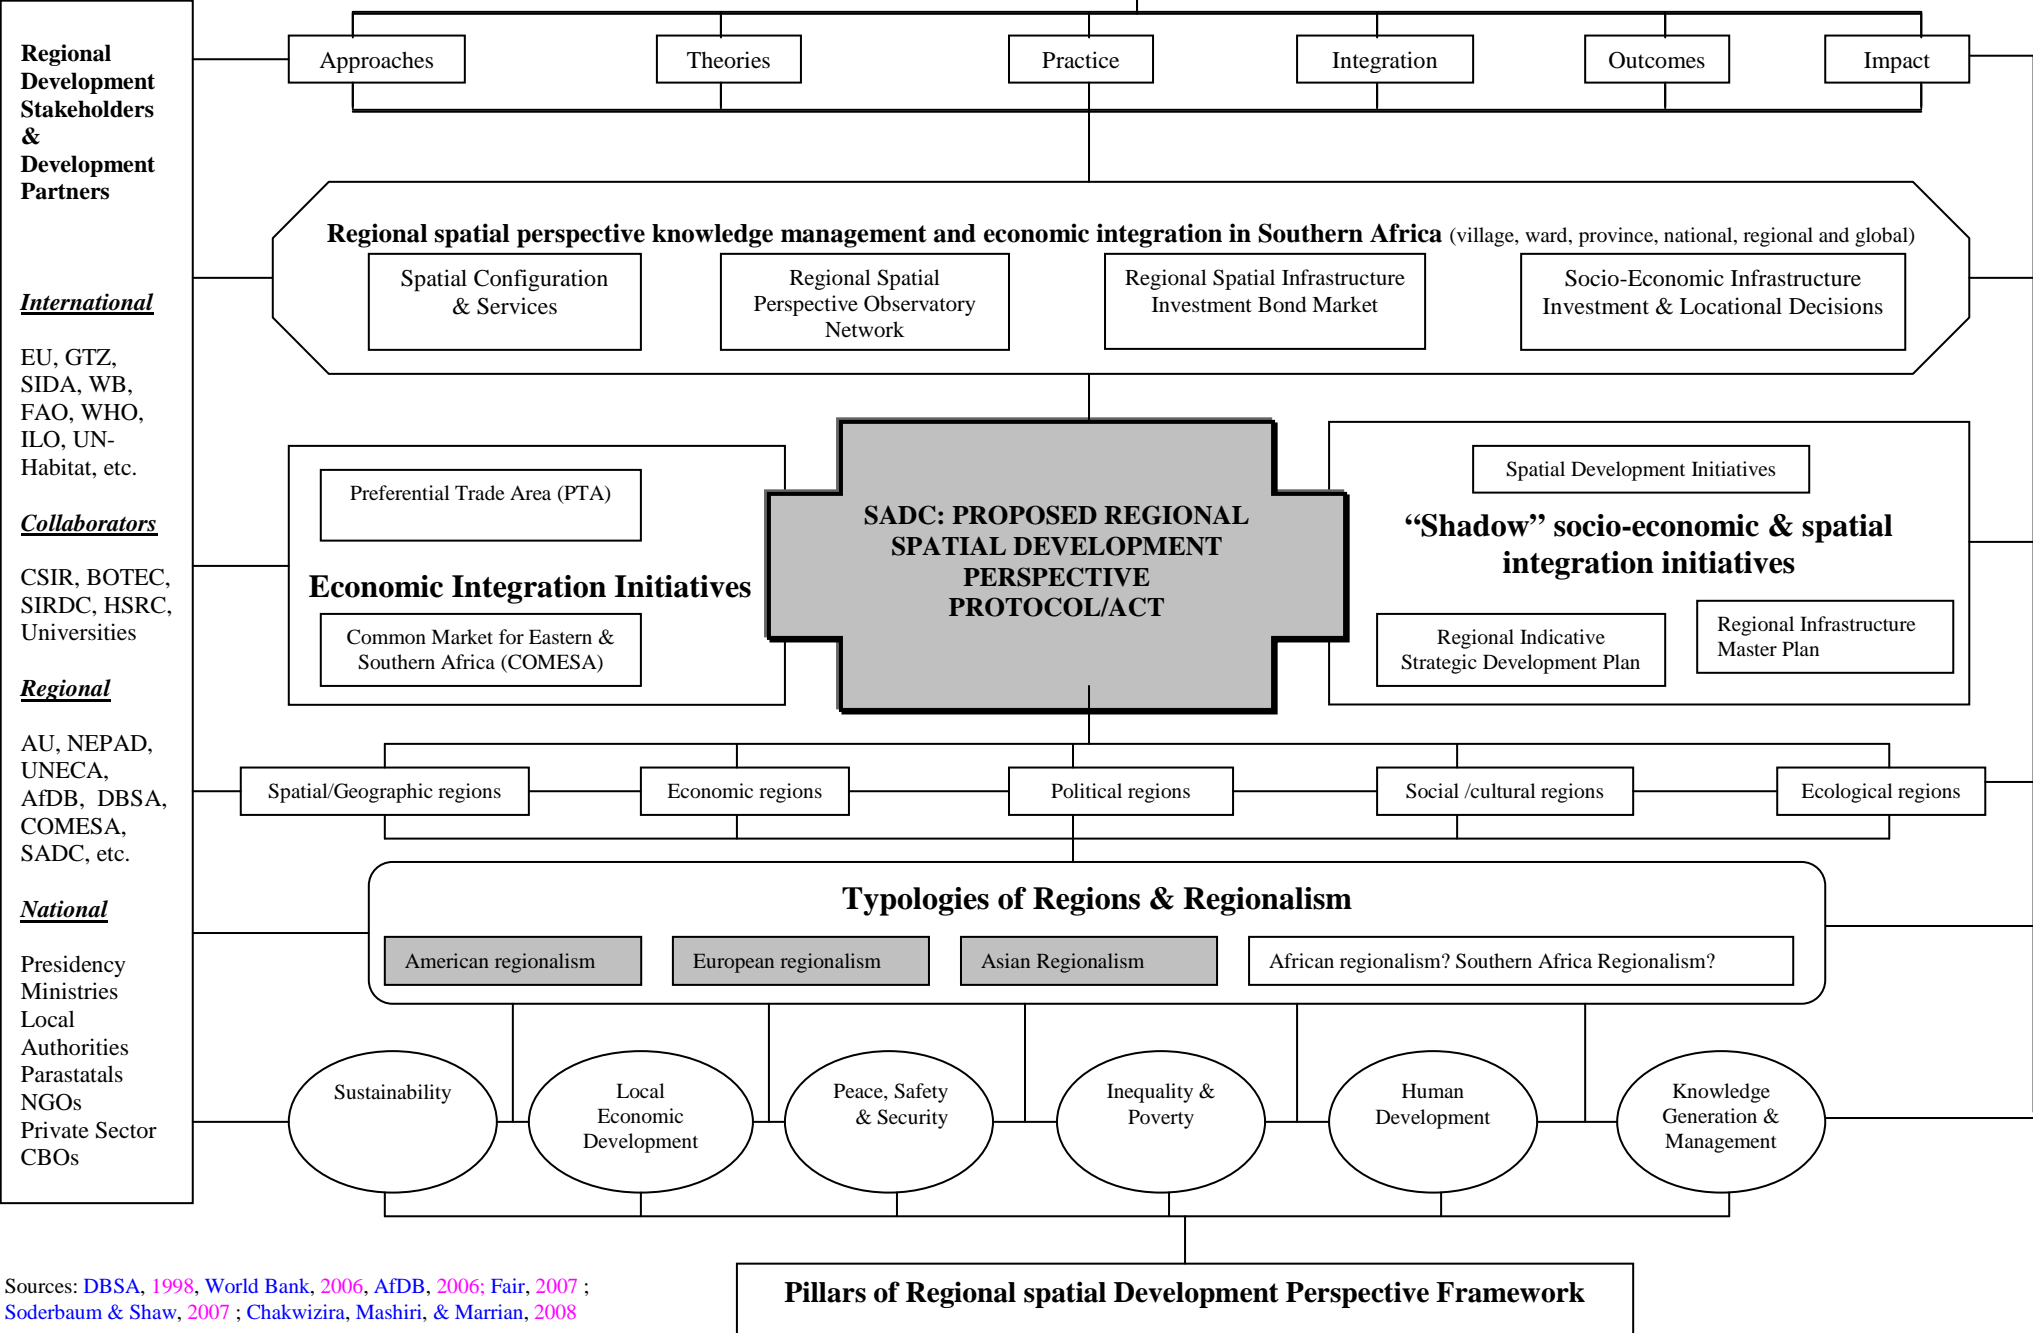 Regional
Development
Stakeholders
&
Development
Partners
International
EU, GTZ,
SIDA, WB,
FAO, WHO,
ILO, UN-
Habitat, etc.
Collaborators
CSIR, BOTEC,
SIRDC, HSRC,
Universities
Regional
AU, NEPAD,
UNECA,
AfDB, DBSA,
COMESA,
SADC, etc.
National
Presidency
Ministries
Local
Authorities
Parastatals
NGOs
Private Sector
CBOs
Approaches
Theories
Practice
Integration
Outcomes
Impact
Regional spatial perspective knowledge management and economic integration in Southern Africa (village, ward, province, national, regional and global)
Spatial Configuration
& Services
Regional Spatial
Perspective Observatory
Network
Regional Spatial Infrastructure
Investment Bond Market
Socio-Economic Infrastructure
Investment & Locational Decisions
Preferential Trade Area (PTA)
Economic Integration Initiatives
Common Market for Eastern &
Southern Africa (COMESA)
SADC: PROPOSED REGIONAL
SPATIAL DEVELOPMENT
PERSPECTIVE
PROTOCOL/ACT
Spatial Development Initiatives
“Shadow” socio-economic & spatial
integration initiatives
Regional Indicative
Strategic Development Plan
Regional Infrastructure
Master Plan
Spatial/Geographic regions
Economic regions
Political regions
Social /cultural regions
Ecological regions
Typologies of Regions & Regionalism
American regionalism
European regionalism
Asian Regionalism
African regionalism? Southern Africa Regionalism?
Sustainability
Local
Economic
Development
Peace, Safety
& Security
Inequality &
Poverty
Human
Development
Knowledge
Generation &
Management
Pillars of Regional spatial Development Perspective Framework
Sources: DBSA, 1998, World Bank, 2006, AfDB, 2006; Fair, 2007 ;
Soderbaum & Shaw, 2007 ; Chakwizira, Mashiri, & Marrian, 2008